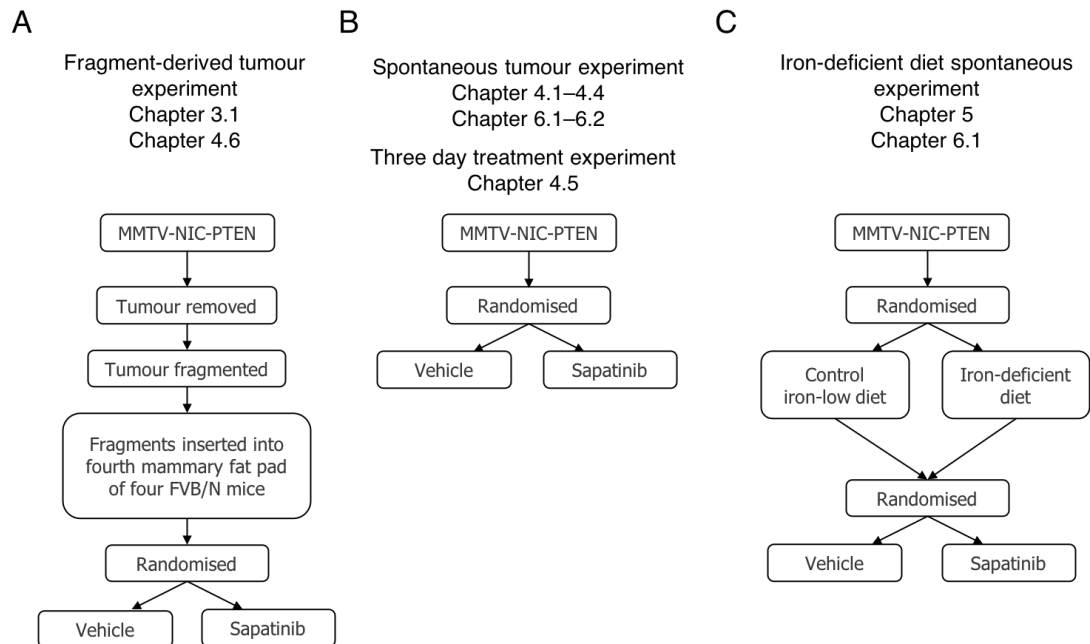 A
Fragment-derived tumour
experiment
Chapter 3.1
Chapter 4.6
MMTV-NIC-PTEN
Tumour removed
Tumour fragmented
Fragments inserted into
fourth mammary fat pad
of four FVB/N mice
Randomised
Vehicle
Sapatinib
B
Spontaneous tumour experiment
Chapter 4.1–4.4
Chapter 6.1–6.2
Three day treatment experiment
Chapter 4.5
MMTV-NIC-PTEN
Randomised
Vehicle
Sapatinib
C
Iron-deficient diet spontaneous
experiment
Chapter 5
Chapter 6.1
MMTV-NIC-PTEN
Randomised
Control
iron-low diet
Iron-deficient
diet
Randomised
Vehicle
Sapatinib